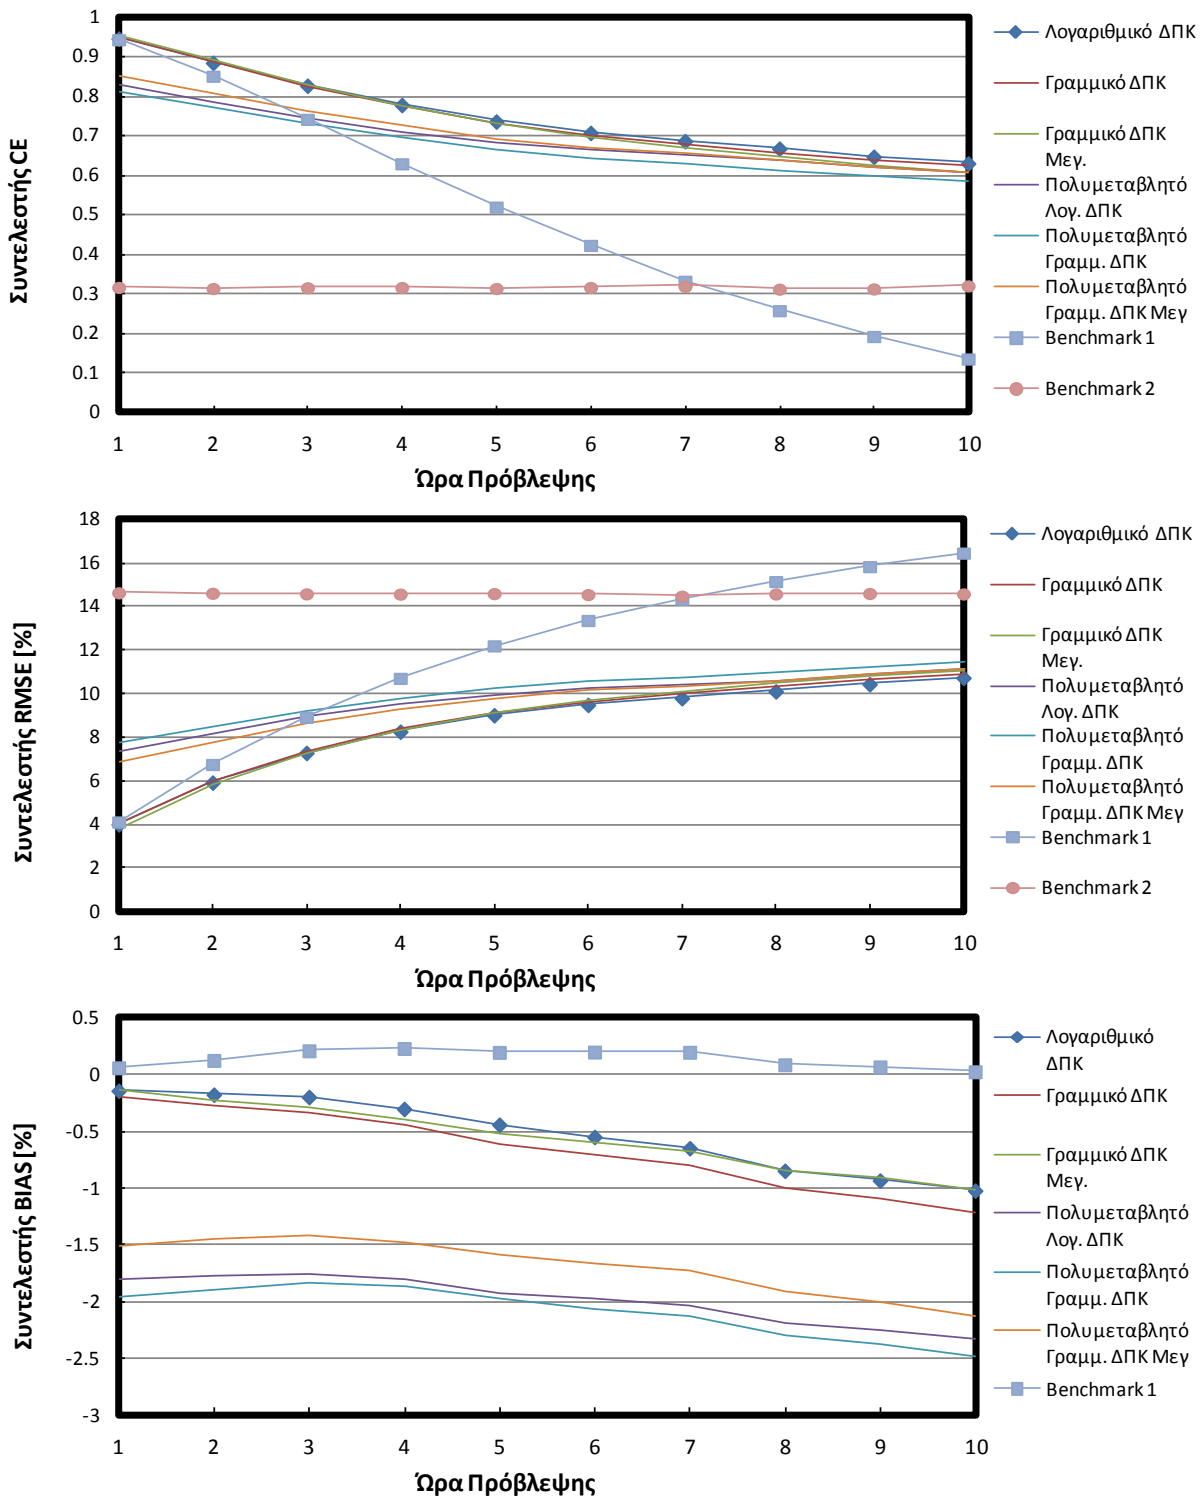 Συντελεστής CE
1
0.9
0.8
0.7
0.6
0.5
0.4
0.3
0.2
0.1
0
1 2 3 4 5 6 7 8 9 10
Ώρα Πρόβλεψης
Λογαριθμικό ΔΠΚ
Γραμμικό ΔΠΚ
Γραμμικό ΔΠΚ
Μεγ.
Πολυμεταβλητό
Λογ. ΔΠΚ
Πολυμεταβλητό
Γραμμ. ΔΠΚ
Πολυμεταβλητό
Γραμμ. ΔΠΚ Μεγ
Benchmark 1
Benchmark 2
Συντελεστής RMSE [%]
18
16
14
12
10
8
6
4
2
0
1 2 3 4 5 6 7 8 9 10
Ώρα Πρόβλεψης
Λογαριθμικό ΔΠΚ
Γραμμικό ΔΠΚ
Γραμμικό ΔΠΚ
Μεγ.
Πολυμεταβλητό
Λογ. ΔΠΚ
Πολυμεταβλητό
Γραμμ. ΔΠΚ
Πολυμεταβλητό
Γραμμ. ΔΠΚ Μεγ
Benchmark 1
Benchmark 2
Συντελεστής BIAS [%]
0.5
0
-0.5
-1
-1.5
-2
-2.5
-3
1 2 3 4 5 6 7 8 9 10
Ώρα Πρόβλεψης
Λογαριθμικό
ΔΠΚ
Γραμμικό ΔΠΚ
Γραμμικό ΔΠΚ
Μεγ.
Πολυμεταβλητό
Λογ. ΔΠΚ
Πολυμεταβλητό
Γραμμ. ΔΠΚ
Πολυμεταβλητό
Γραμμ. ΔΠΚ Μεγ
Benchmark 1